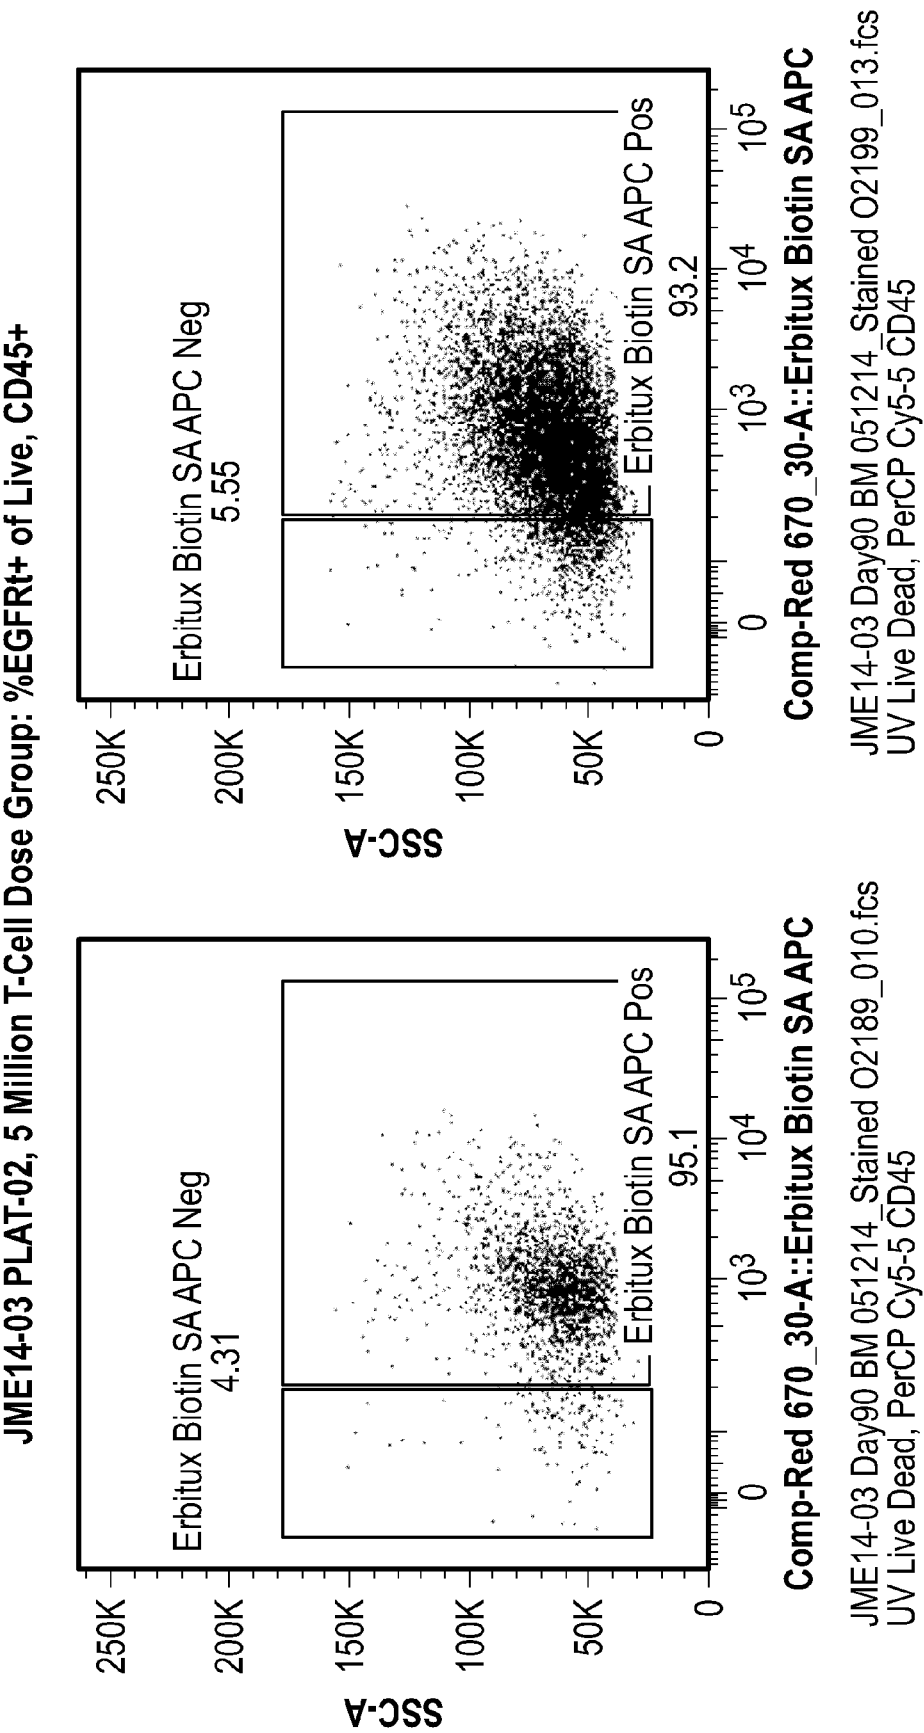 JME14-03 PLAT-02, 5 Million T-Cell Dose Group: %EGFRt+ of Live, CD45+
250K
200K
150K
100K
50K
0
SSC-A
Erbitux Biotin SA APC Neg
4.31
Erbitux Biotin SA APC Pos
95.1
0
10³
10⁴
10⁵
Comp-Red 670_30-A::Erbitux Biotin SA APC
JME14-03 Day90 BM 051214_Stained O2189_010.fcs
UV Live Dead, PerCP Cy5-5 CD45
250K
200K
150K
100K
50K
0
SSC-A
Erbitux Biotin SA APC Neg
5.55
Erbitux Biotin SA APC Pos
93.2
0
10³
10⁴
10⁵
Comp-Red 670_30-A::Erbitux Biotin SA APC
JME14-03 Day90 BM 051214_Stained O2199_013.fcs
UV Live Dead, PerCP Cy5-5 CD45